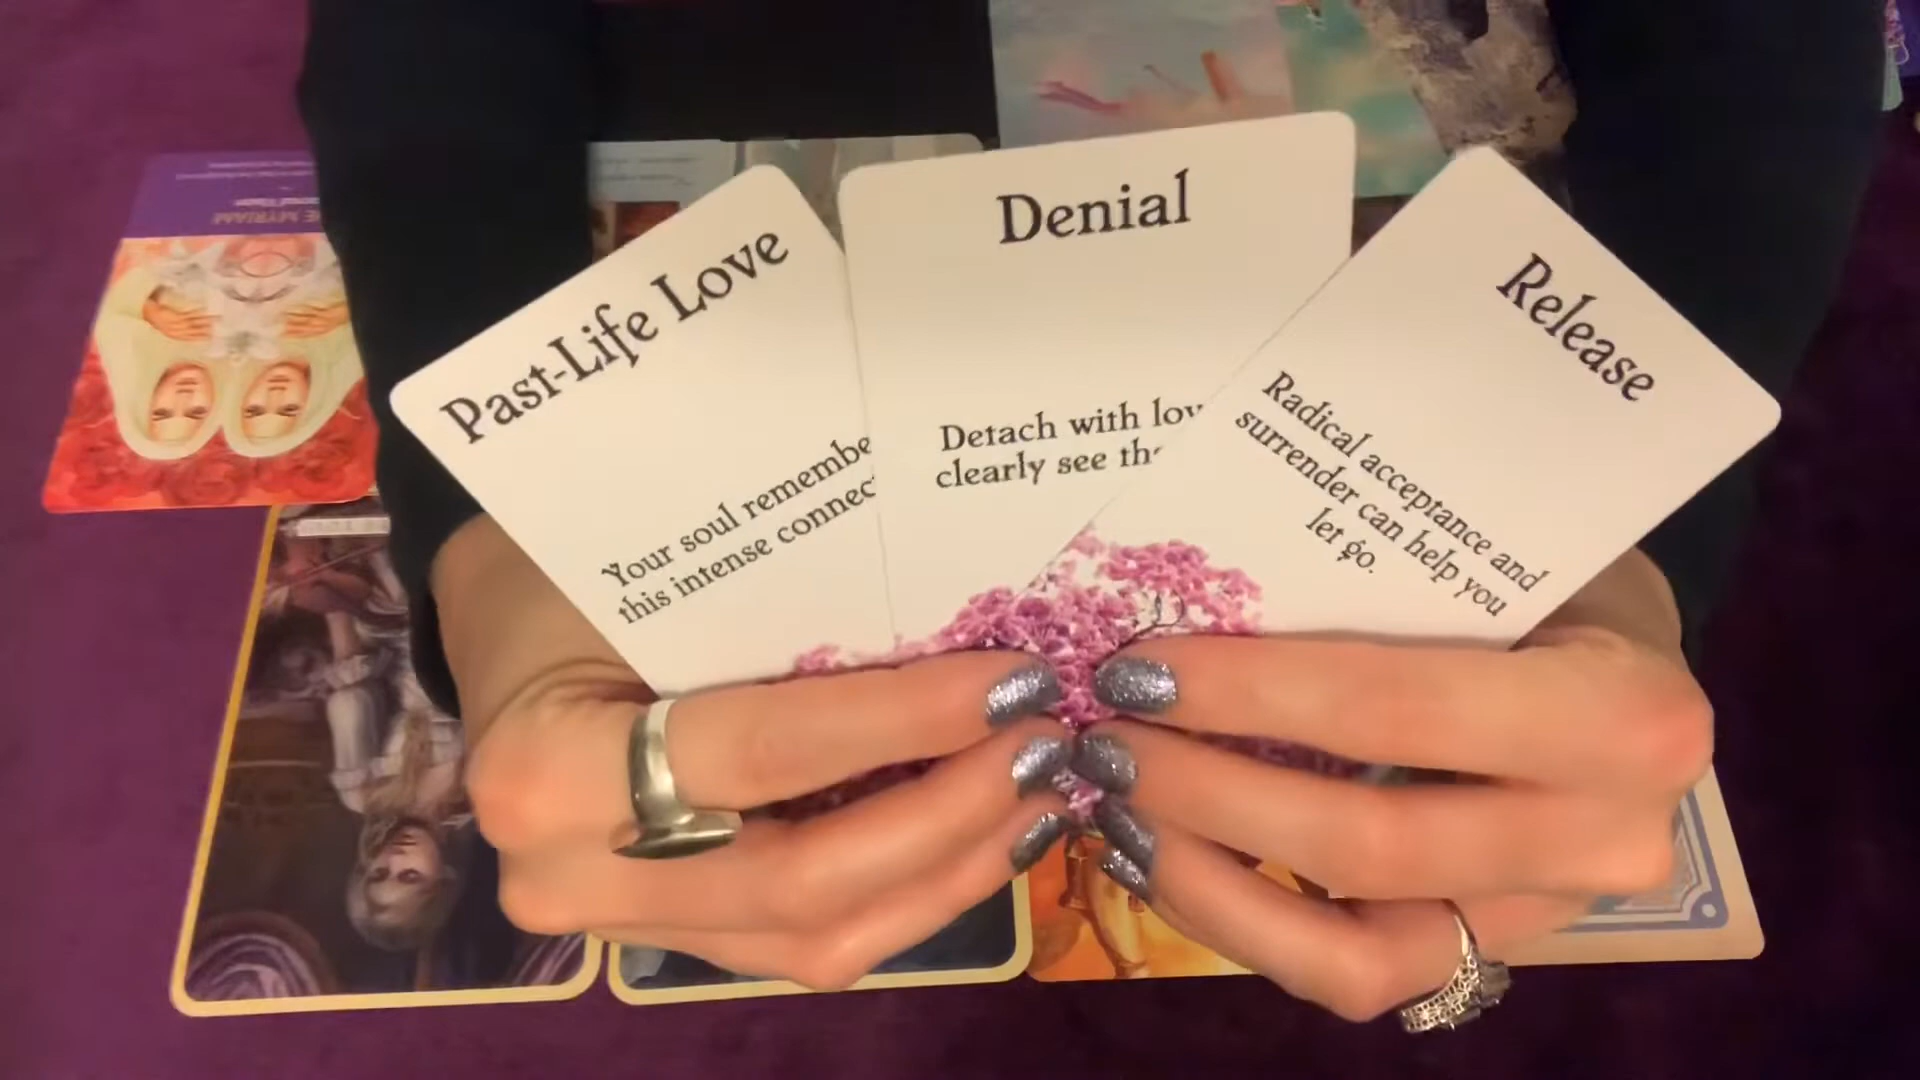 Past-Life Love
Your soul remembe
this intense connec
Denial
Detach with lov
clearly see th
Release
Radical acceptance and
surrender can help you
let go.
MYRIAM